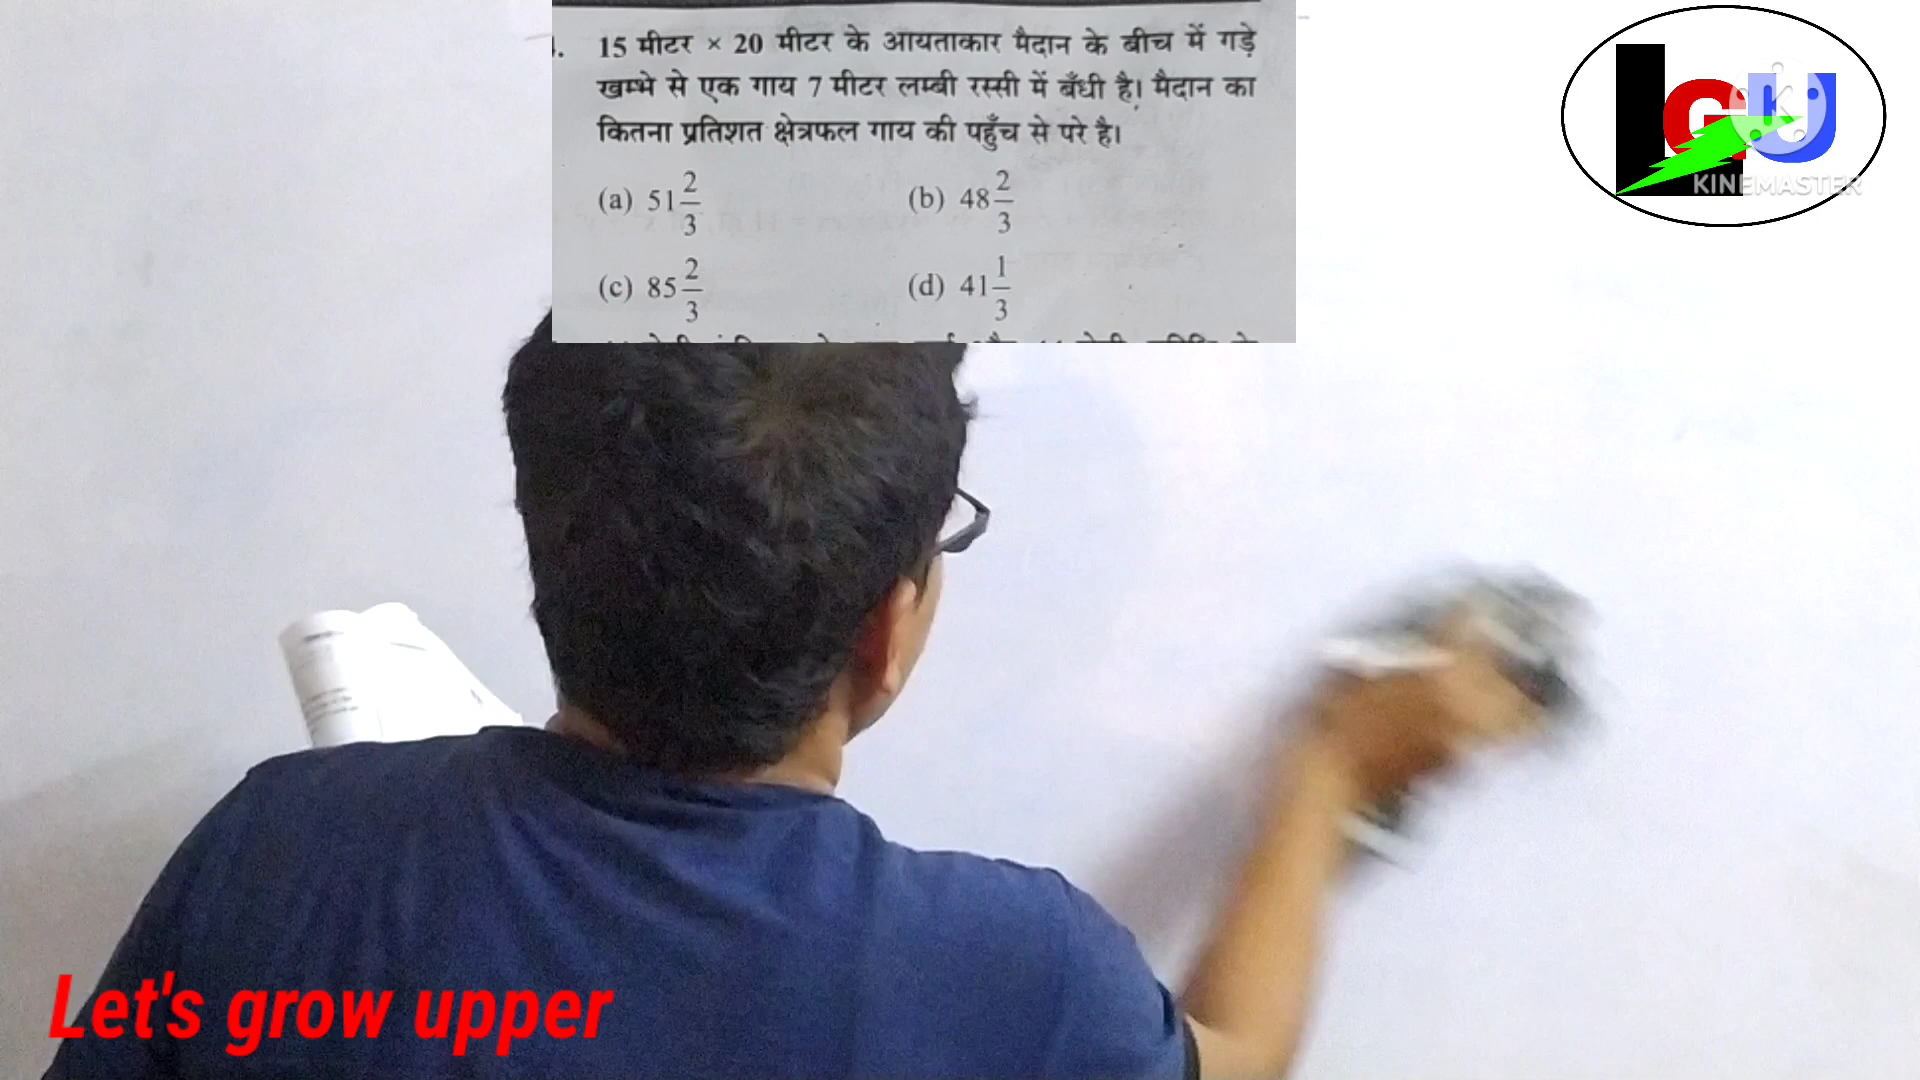 15 मीटर × 20 मीटर के आयताकार मैदान के बीच में गड़े
खम्भे से एक गाय 7 मीटर लम्बी रस्सी में बँधी है। मैदान का
कितना प्रतिशत क्षेत्रफल गाय की पहुँच से परे है।
(a) 51 2/3 (b) 48 2/3
(c) 85 2/3 (d) 41 1/3
LGU
K
KINEMASTER
Let's grow upper